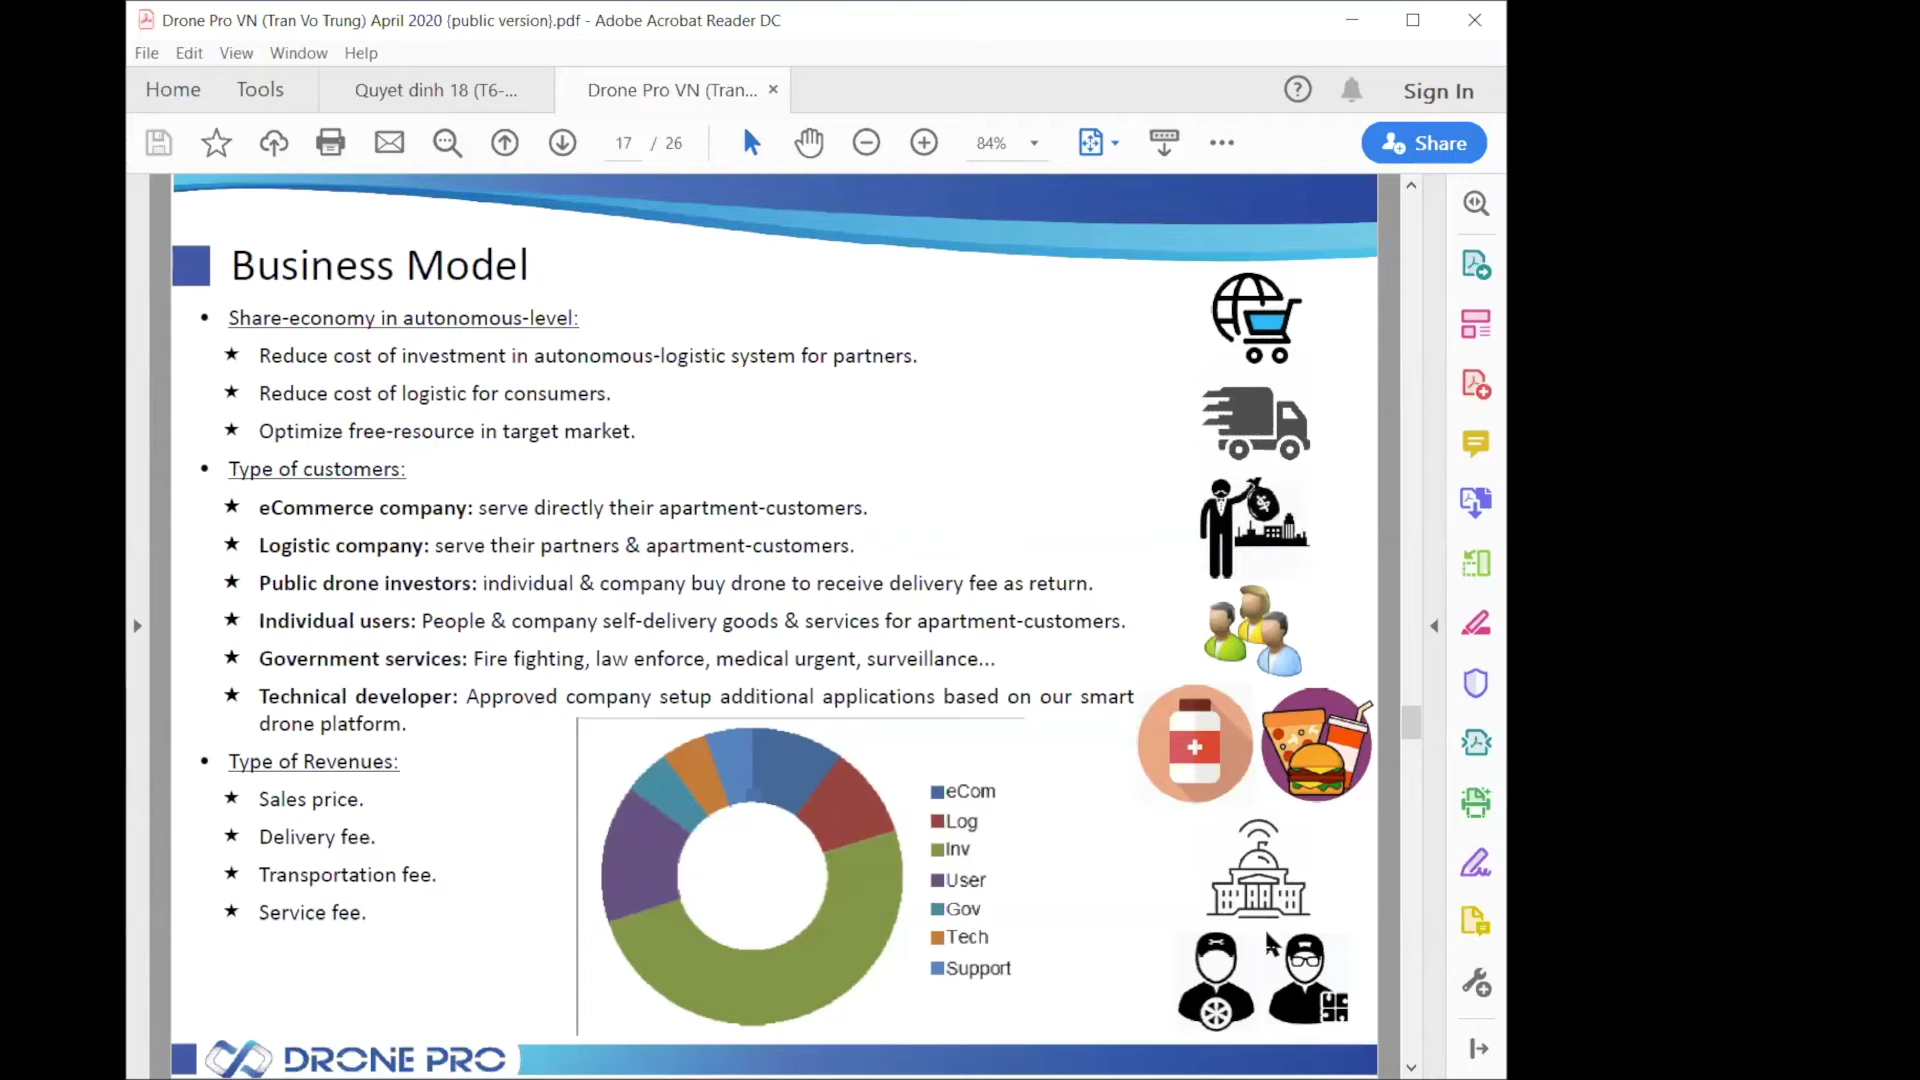 Drone Pro VN (Tran Vo Trung) April 2020 {public version}.pdf - Adobe Acrobat Reader DC
File Edit View Window Help
Home Tools Quyet dinh 18 (T6-... Drone Pro VN (Tran... × Sign In
17 / 26 84% Share
Business Model
• Share-economy in autonomous-level:
★ Reduce cost of investment in autonomous-logistic system for partners.
★ Reduce cost of logistic for consumers.
★ Optimize free-resource in target market.
• Type of customers:
★ eCommerce company: serve directly their apartment-customers.
★ Logistic company: serve their partners & apartment-customers.
★ Public drone investors: individual & company buy drone to receive delivery fee as return.
★ Individual users: People & company self-delivery goods & services for apartment-customers.
★ Government services: Fire fighting, law enforce, medical urgent, surveillance...
★ Technical developer: Approved company setup additional applications based on our smart
drone platform.
• Type of Revenues:
★ Sales price.
★ Delivery fee.
★ Transportation fee.
★ Service fee.
eCom
Log
Inv
User
Gov
Tech
Support
DRONE PRO